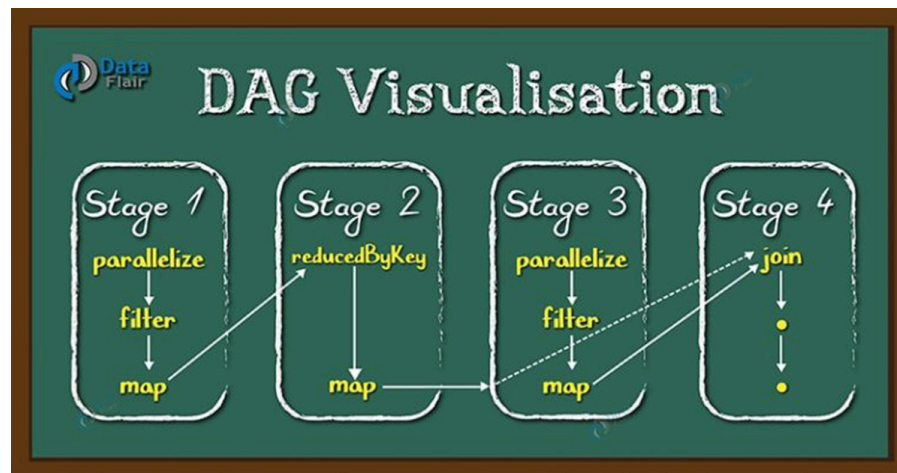 Data
Flair
DAG Visualisation
Stage 1
parallelize
filter
map
Stage 2
reducedByKey
map
Stage 3
parallelize
filter
map
Stage 4
join